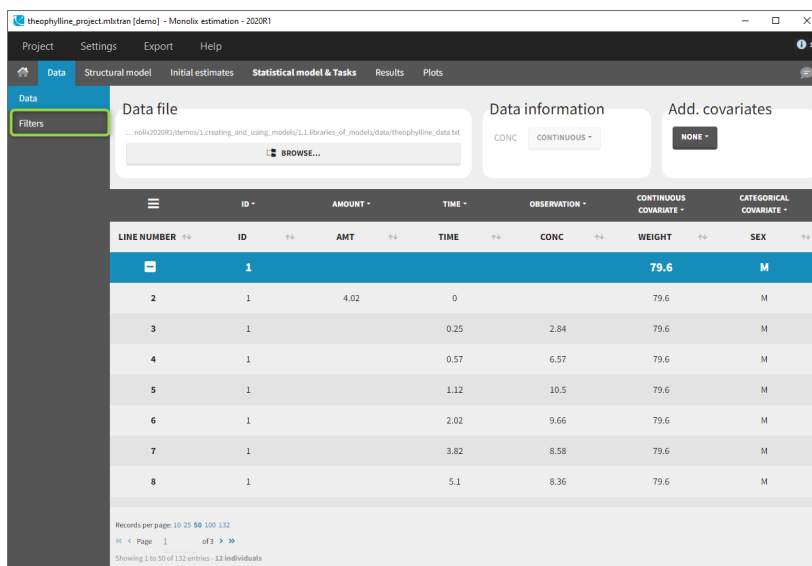 theophylline_project.mlxtran [demo] - Monolix estimation - 2020R1
Project Settings Export Help
Data Structural model Initial estimates Statistical model & Tasks Results Plots
Data
Filters
Data file
...nolix2020R1/demos/1.creating_and_using_models/1.1.libraries_of_models/data/theophylline_data.txt
BROWSE...
Data information
CONC CONTINUOUS
Add. covariates
NONE
ID AMOUNT TIME OBSERVATION CONTINUOUS COVARIATE CATEGORICAL COVARIATE
LINE NUMBER ID AMT TIME CONC WEIGHT SEX
1 79.6 M
2 1 4.02 0 79.6 M
3 1 0.25 2.84 79.6 M
4 1 0.57 6.57 79.6 M
5 1 1.12 10.5 79.6 M
6 1 2.02 9.66 79.6 M
7 1 3.82 8.58 79.6 M
8 1 5.1 8.36 79.6 M
Records per page: 10 25 50 100 132
« < Page 1 of 3 > »
Showing 1 to 50 of 132 entries - 12 individuals